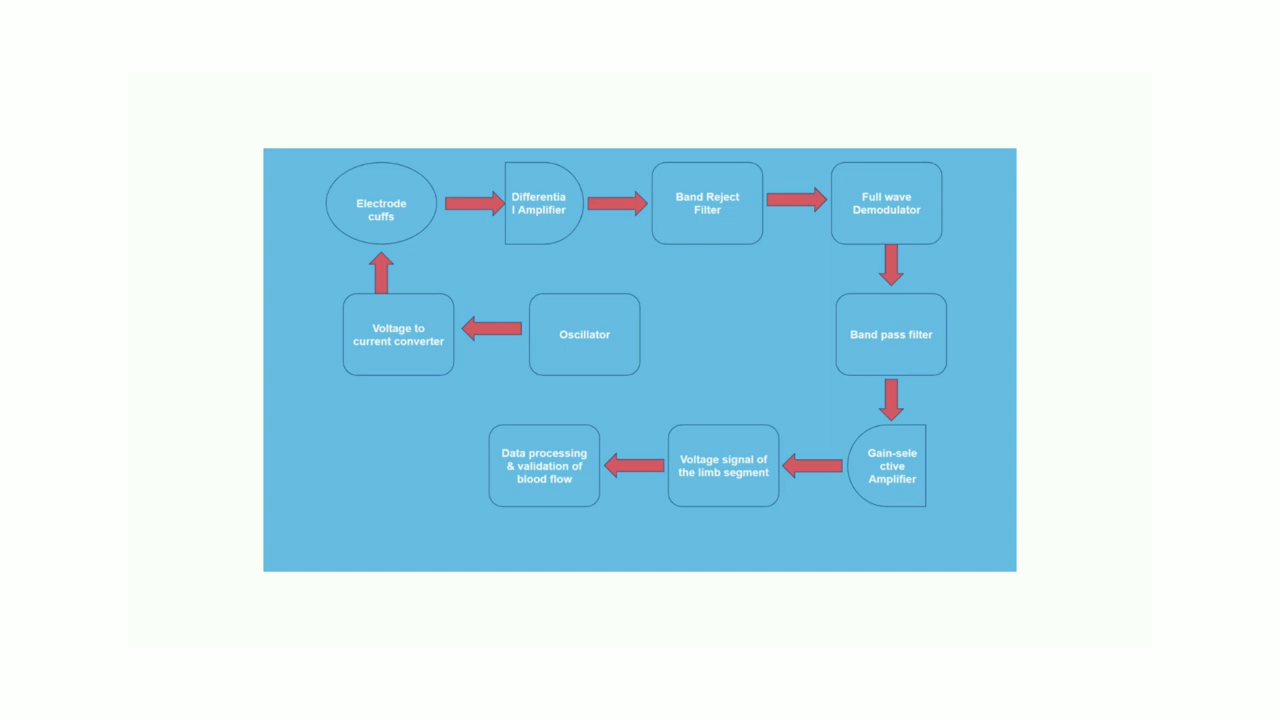 Electrode
cuffs
Differentia
l Amplifier
Band Reject
Filter
Full wave
Demodulator
Voltage to
current converter
Oscillator
Band pass filter
Data processing
& validation of
blood flow
Voltage signal of
the limb segment
Gain-sele
ctive
Amplifier